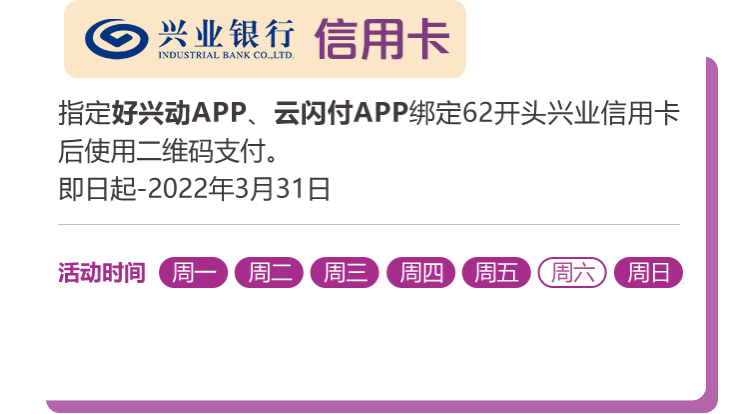 兴业银行 信用卡
INDUSTRIAL BANK CO.,LTD.
指定好兴动APP、云闪付APP绑定62开头兴业信用卡
后使用二维码支付。
即日起-2022年3月31日
活动时间 周一 周二 周三 周四 周五 周六 周日